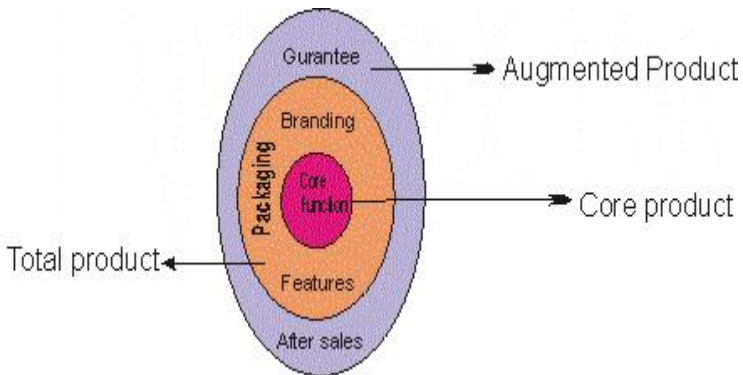 Gurantee
Augmented Product
Branding
Packaging
Core
function
Core product
Total product
Features
After sales